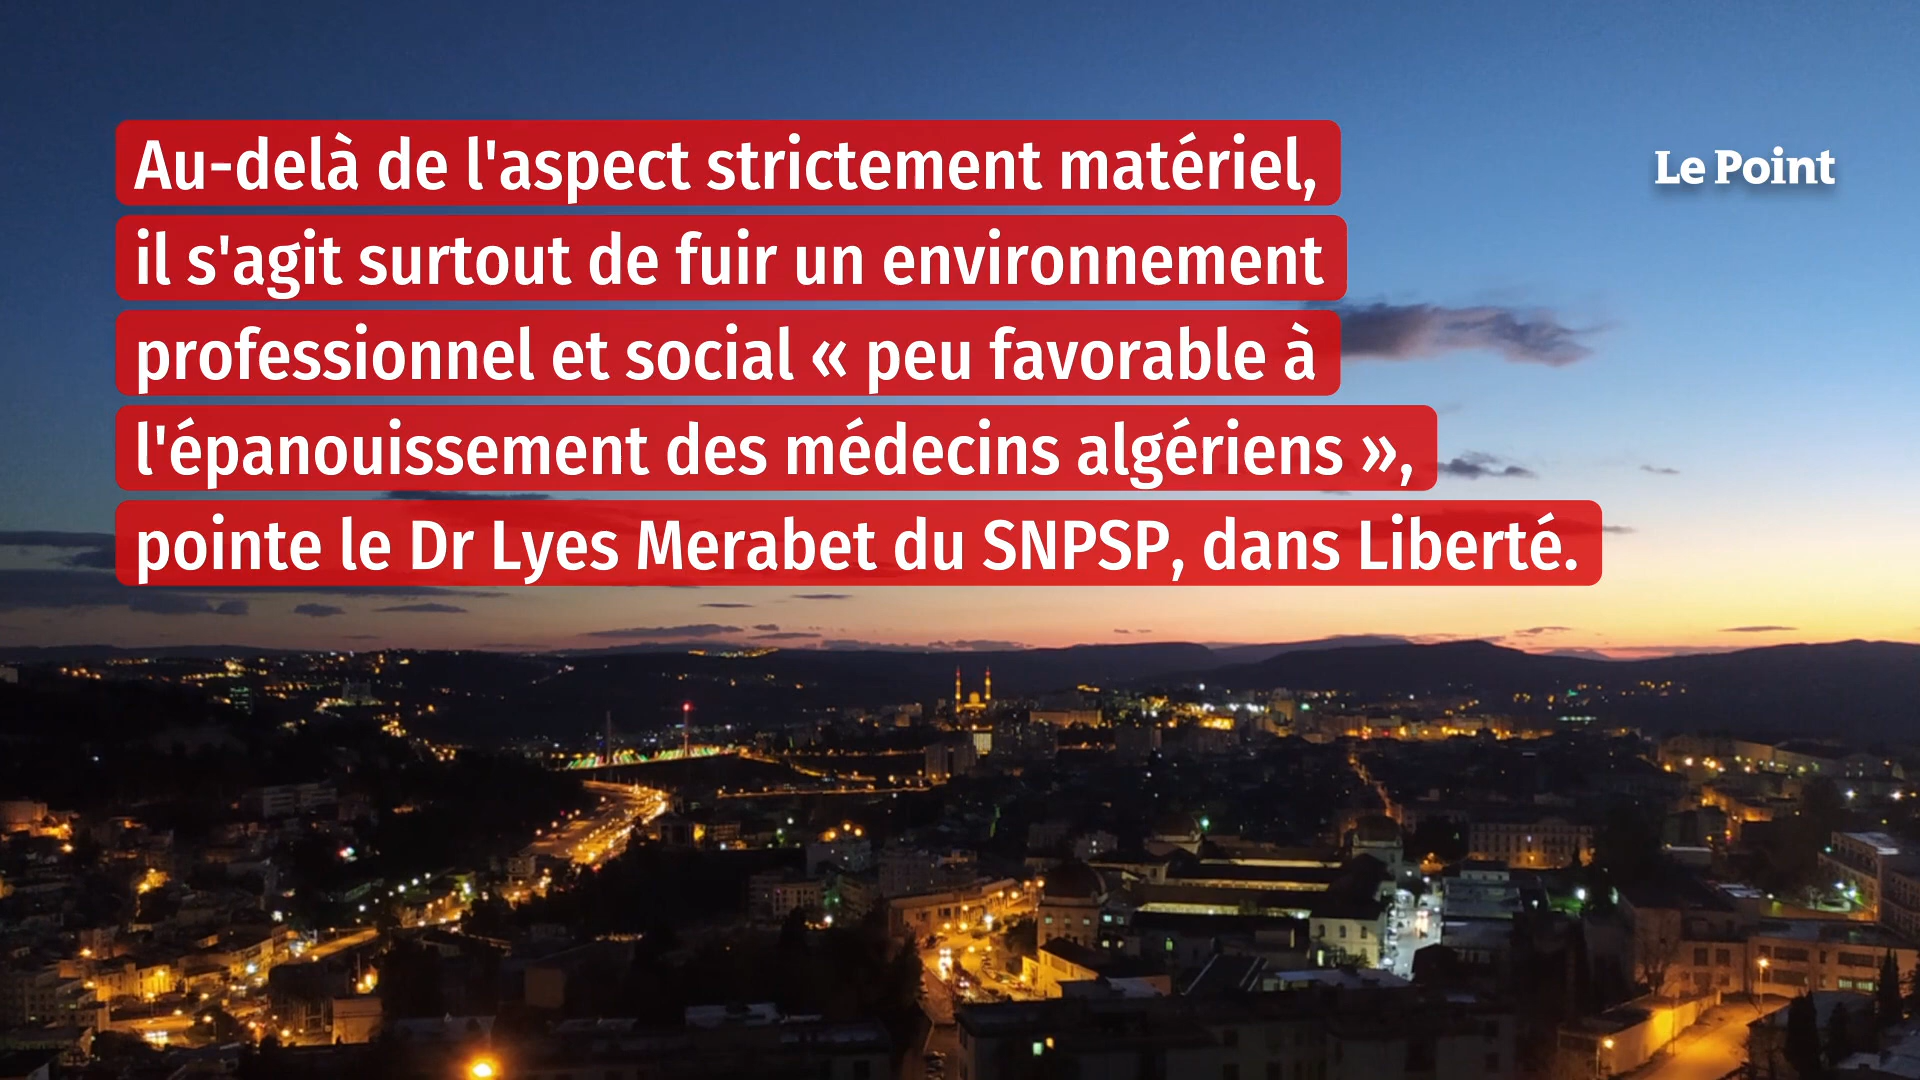 Au-delà de l'aspect strictement matériel,
il s'agit surtout de fuir un environnement
professionnel et social « peu favorable à
l'épanouissement des médecins algériens »,
pointe le Dr Lyes Merabet du SNPSP, dans Liberté.
Le Point